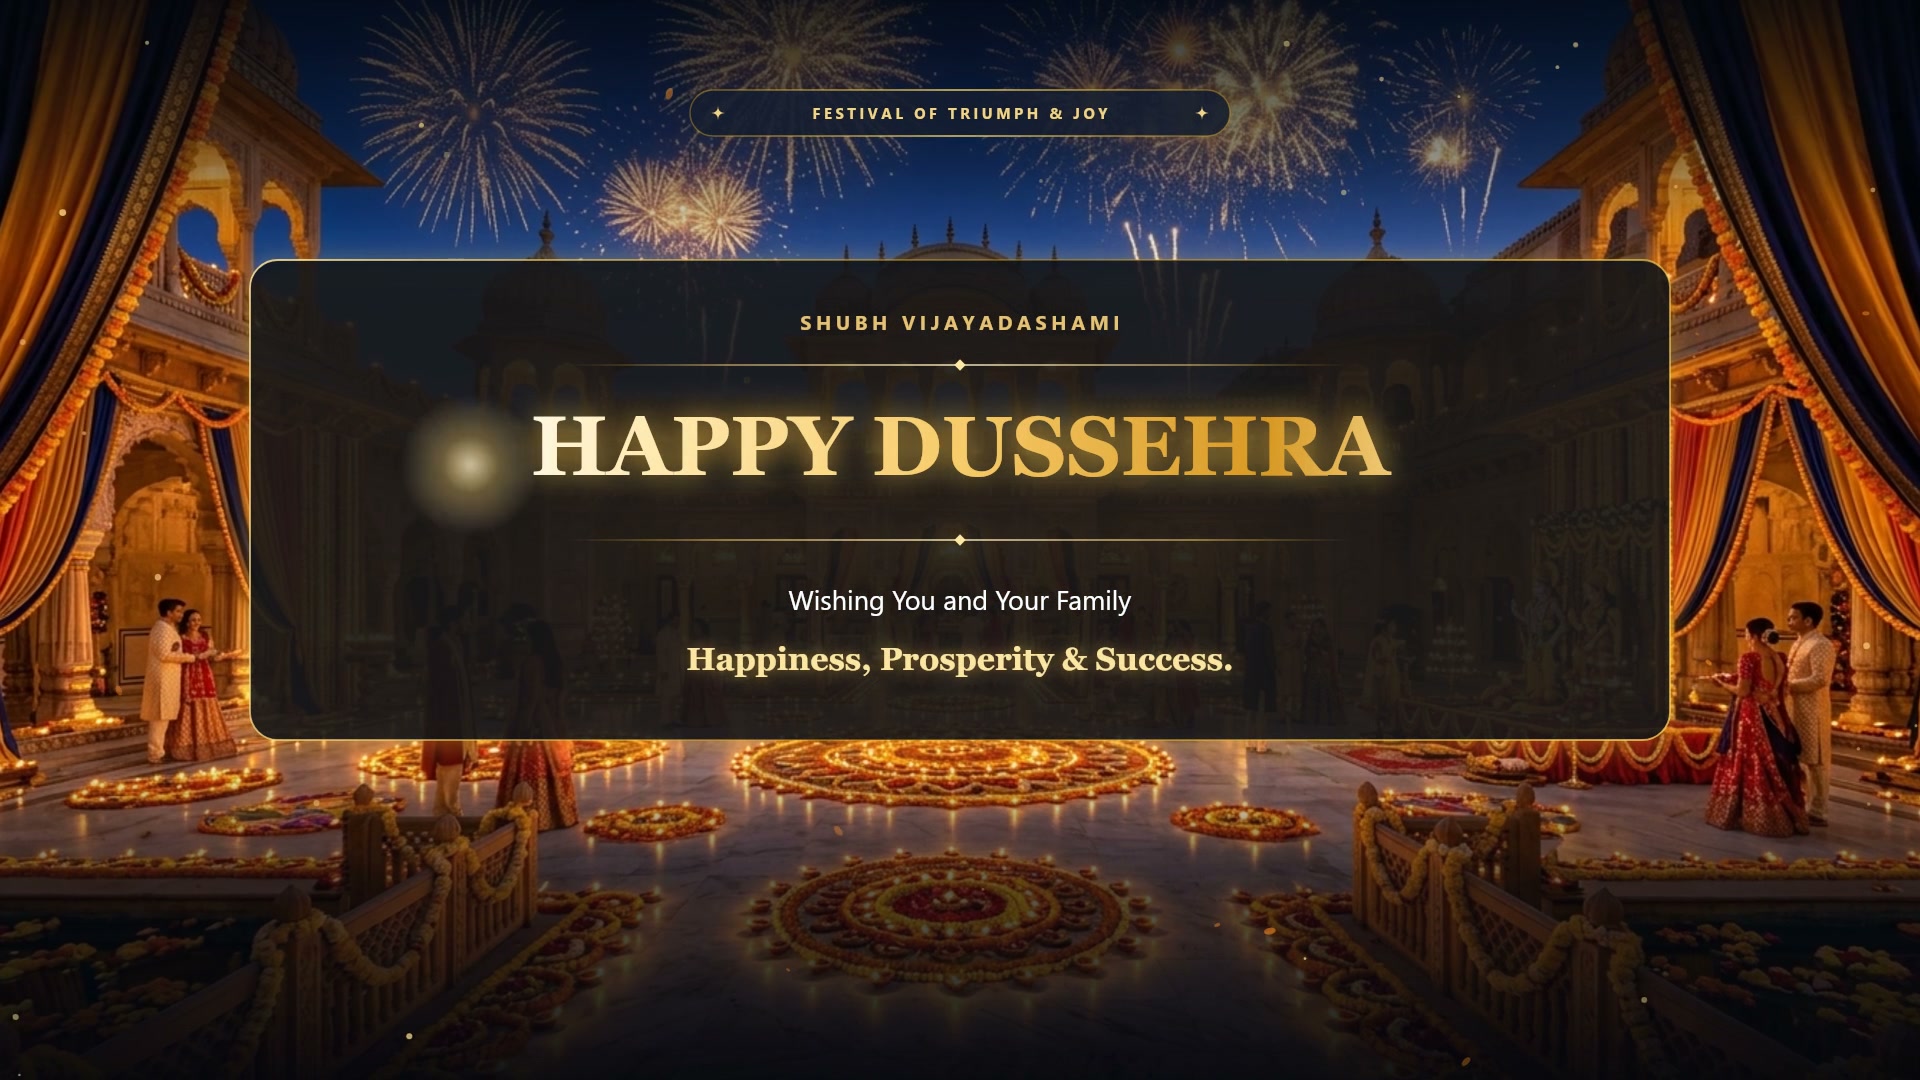 FESTIVAL OF TRIUMPH & JOY
SHUBH VIJAYADASHAMI
HAPPY DUSSEHRA
Wishing You and Your Family
Happiness, Prosperity & Success.